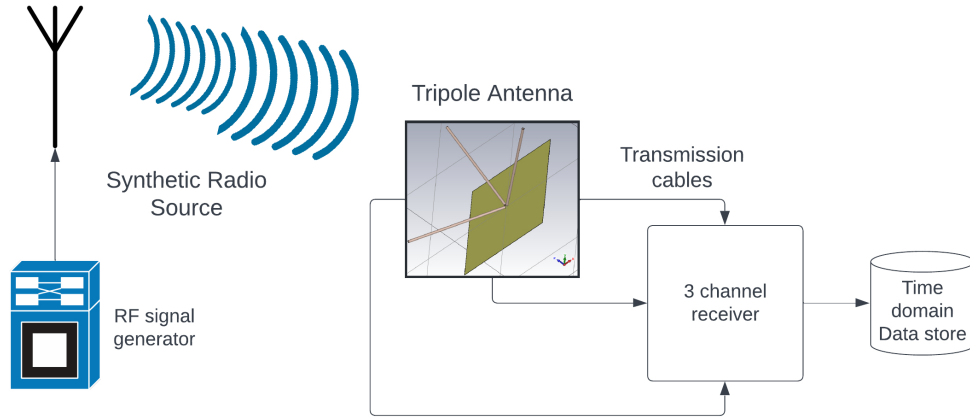 Tripole Antenna
Synthetic Radio
Source
Transmission
cables
RF signal
generator
3 channel
receiver
Time
domain
Data store